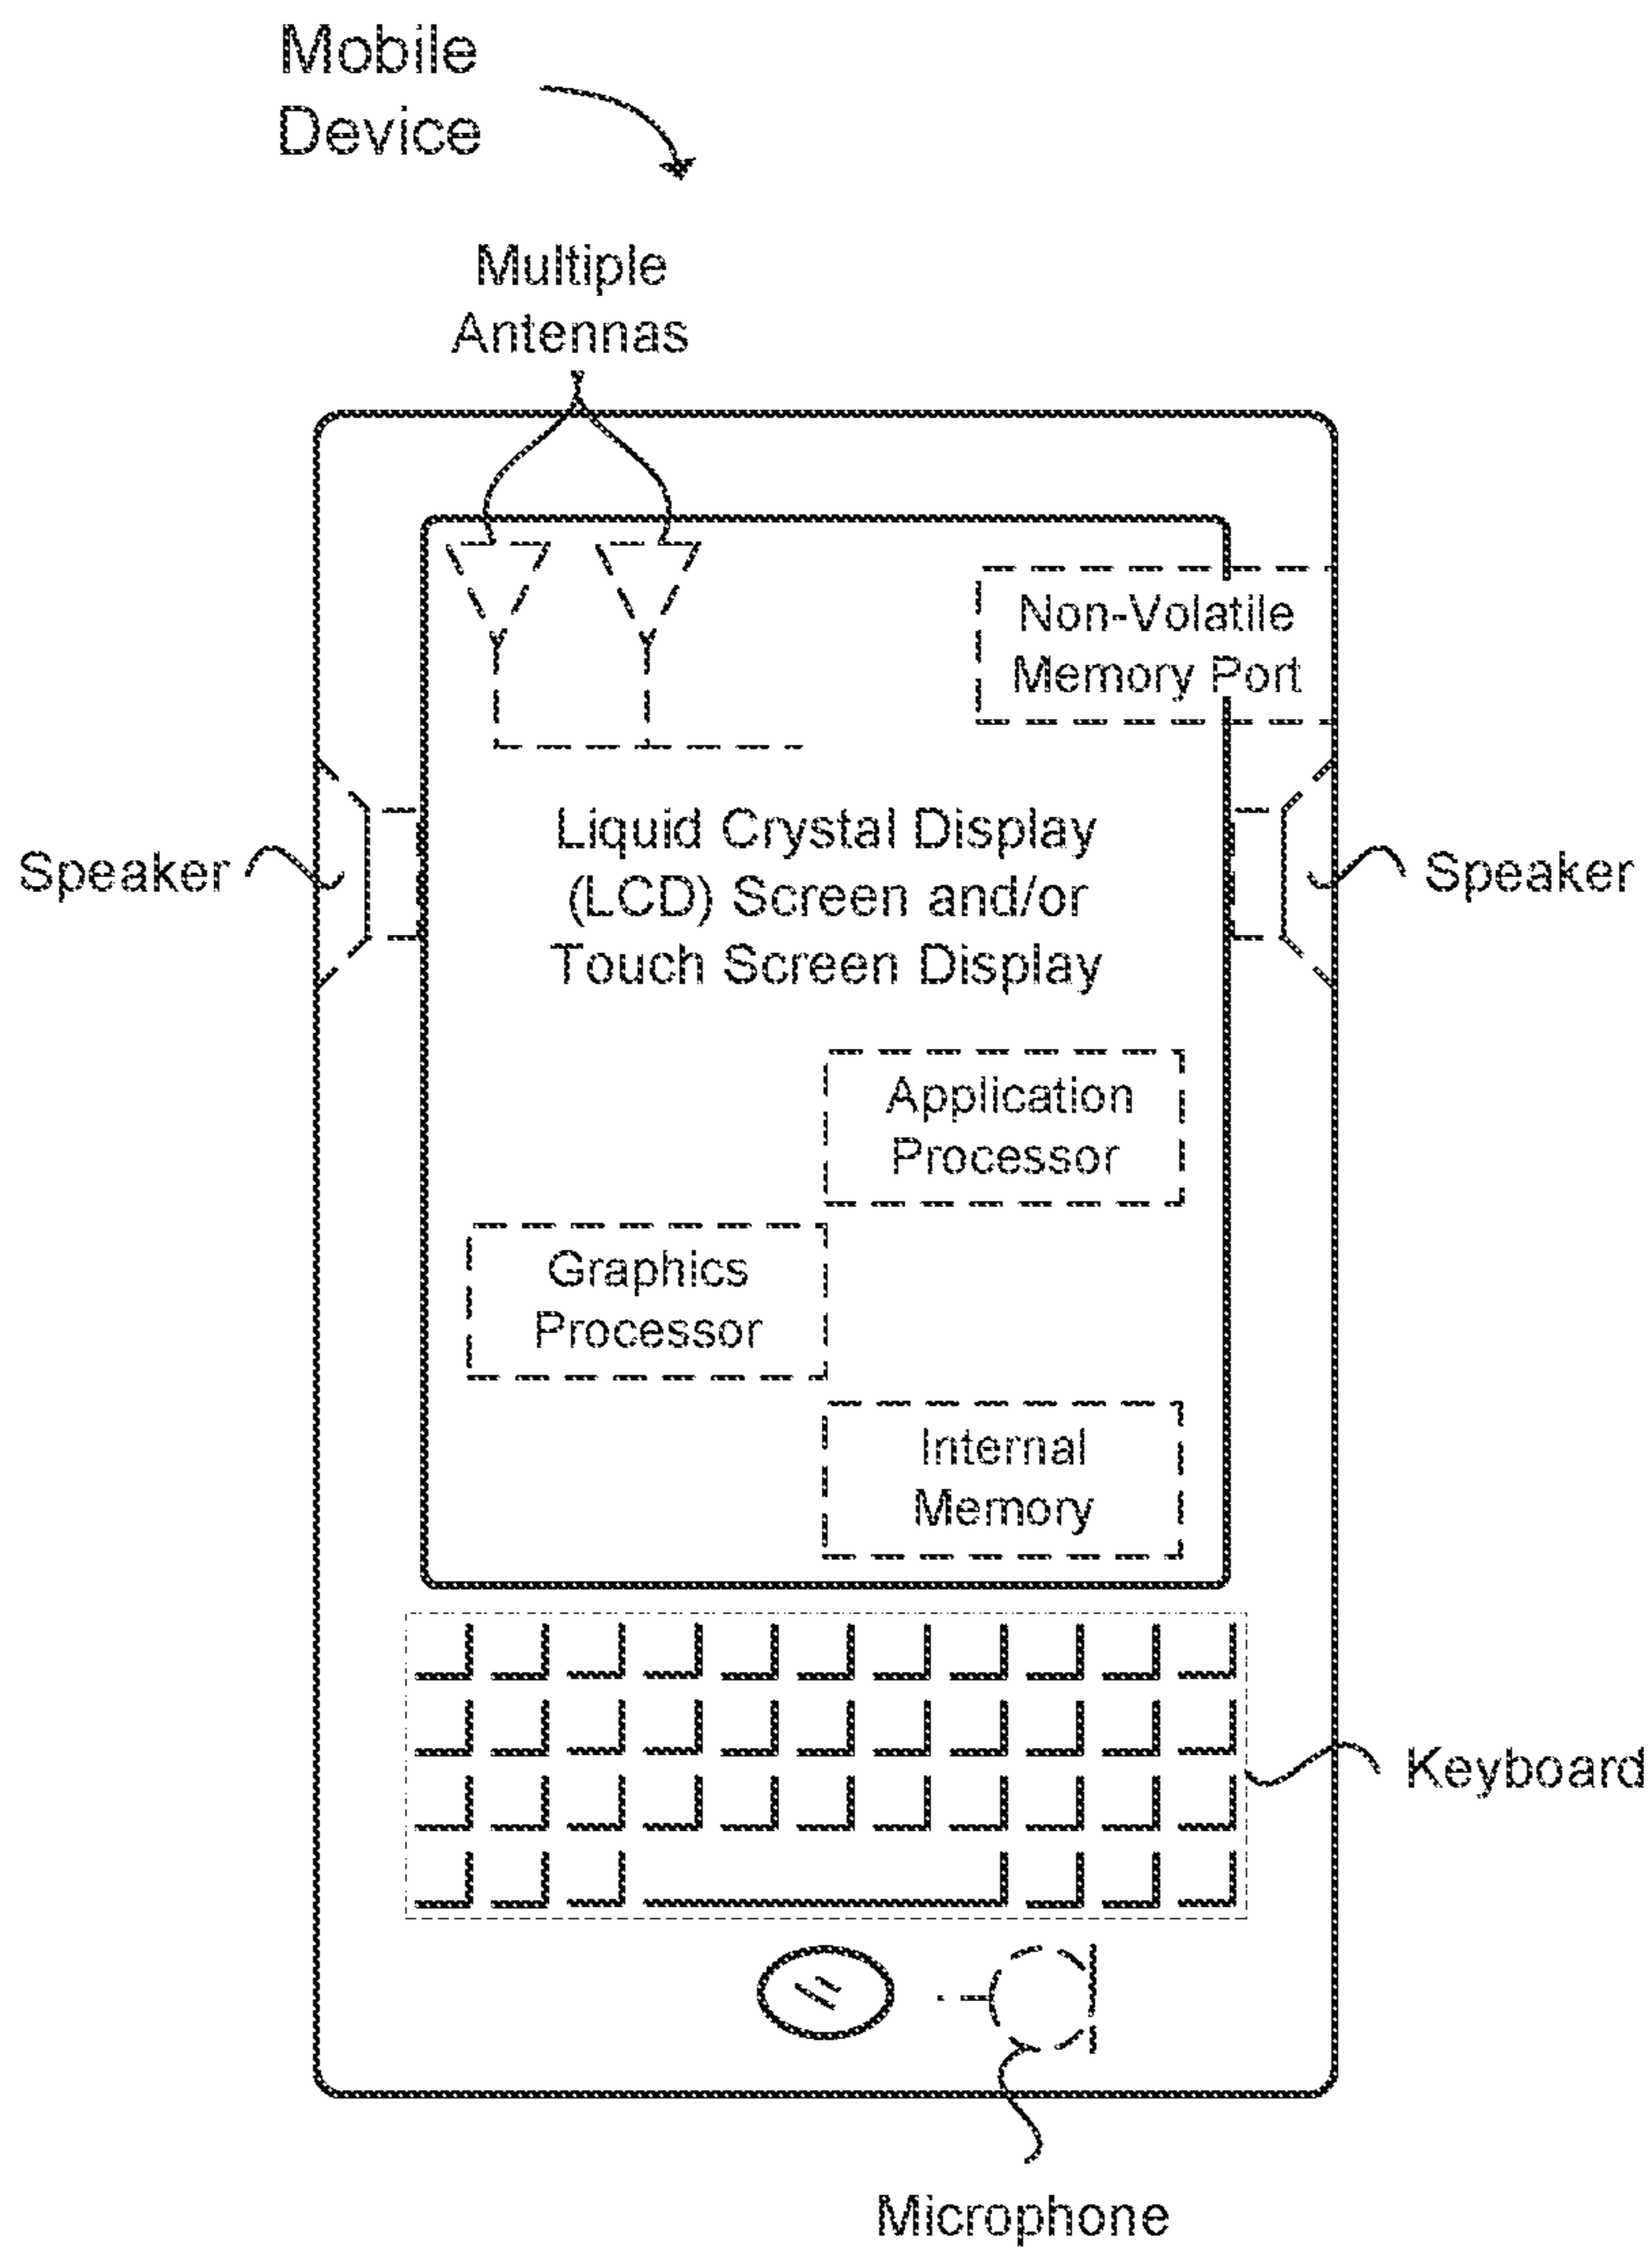 Mobile
Device
Multiple
Antennas
Non-Volatile
Memory Port
Liquid Crystal Display
(LCD) Screen and/or
Touch Screen Display
Speaker
Speaker
Application
Processor
Graphics
Processor
Internal
Memory
Keyboard
Microphone